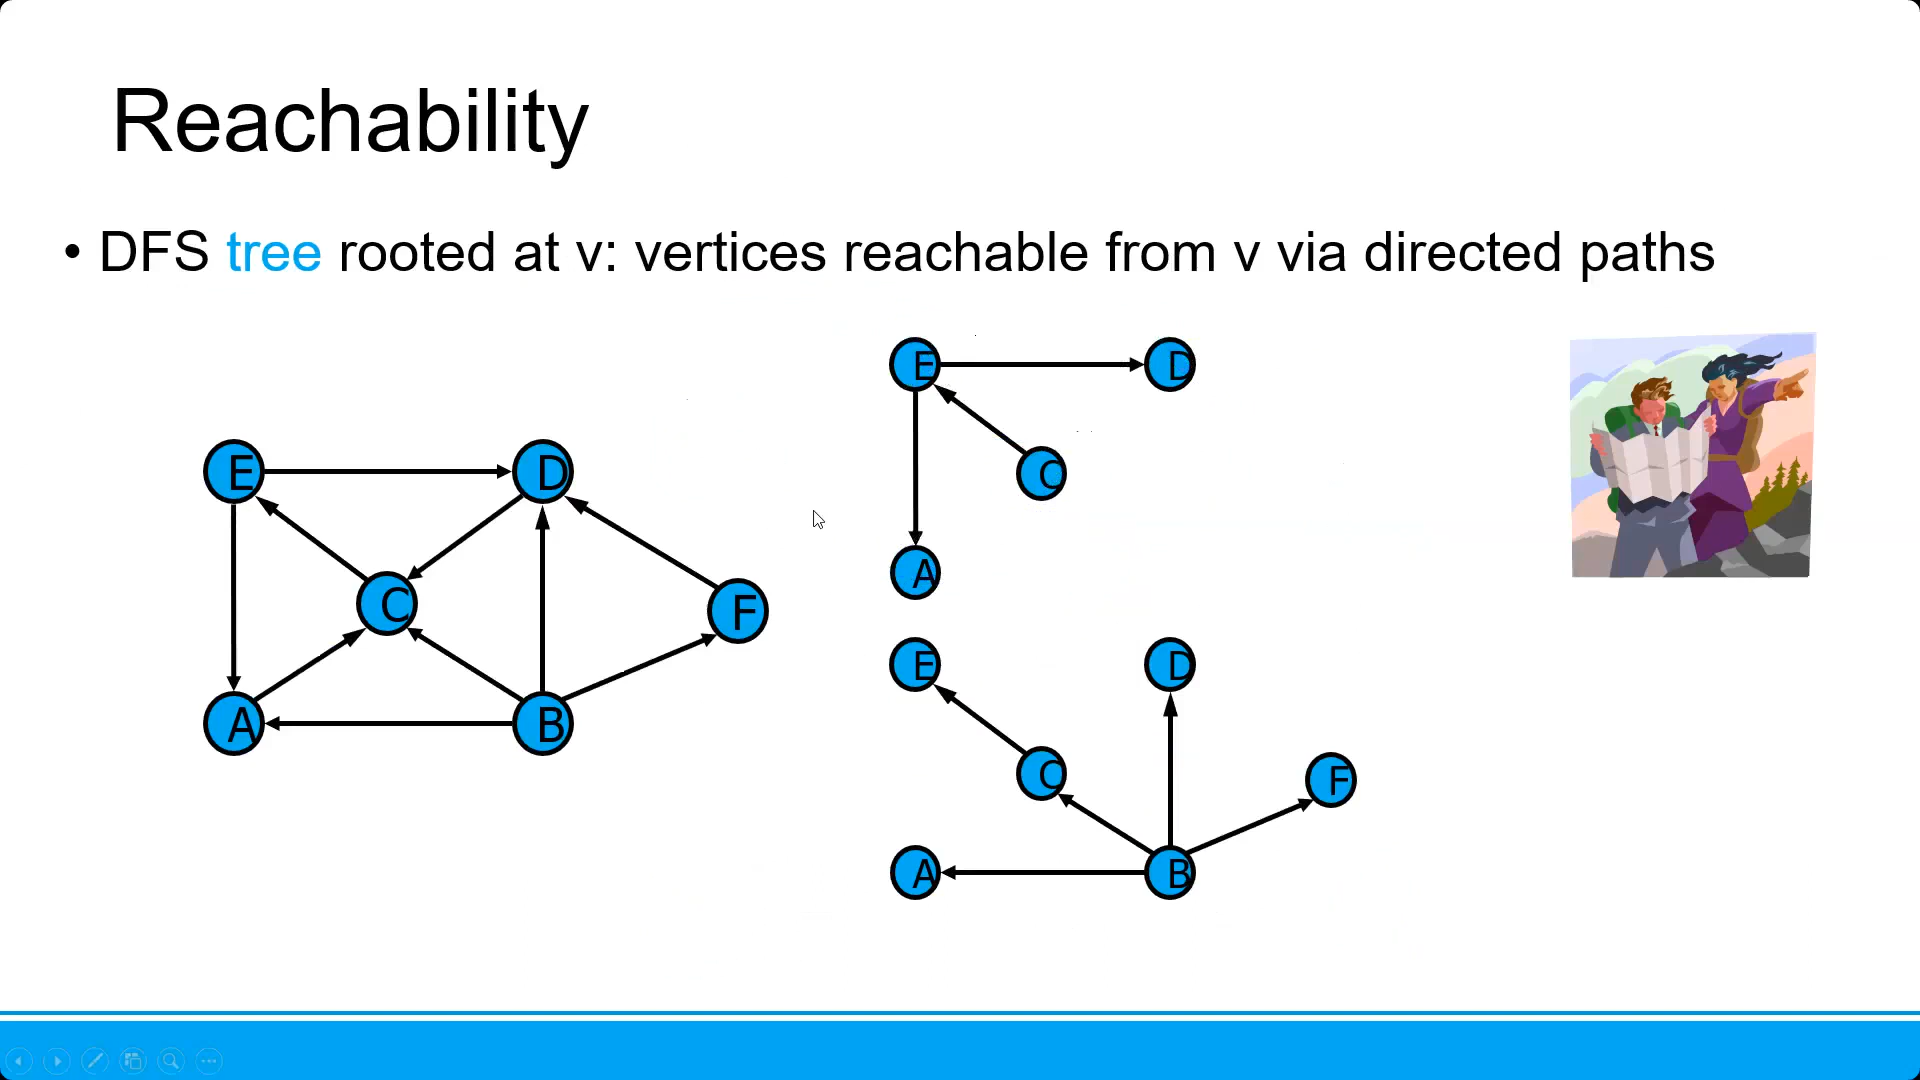 Reachability
• DFS tree rooted at v: vertices reachable from v via directed paths
E D
C
F
A B
E D
C
A
E D
C
F
A B